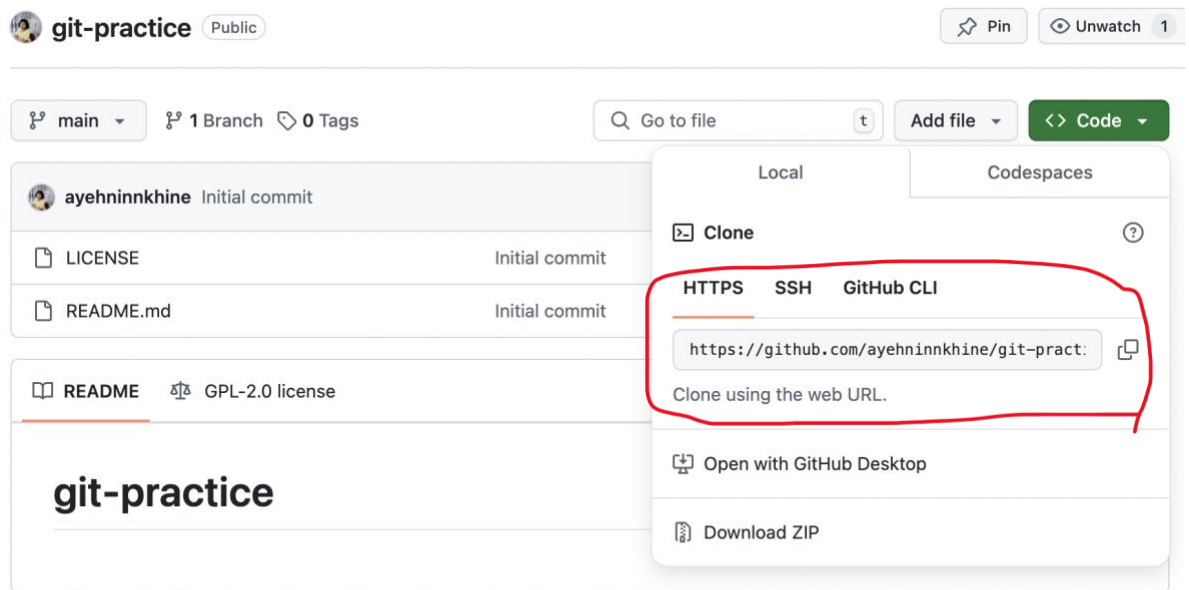 git-practice Public Pin Unwatch 1
main 1 Branch 0 Tags Go to file t Add file Code
Local Codespaces
ayehninnkhine Initial commit
Clone
LICENSE Initial commit
HTTPS SSH GitHub CLI
README.md Initial commit
https://github.com/ayehninnkhine/git-pract
Clone using the web URL.
README GPL-2.0 license
Open with GitHub Desktop
git-practice
Download ZIP